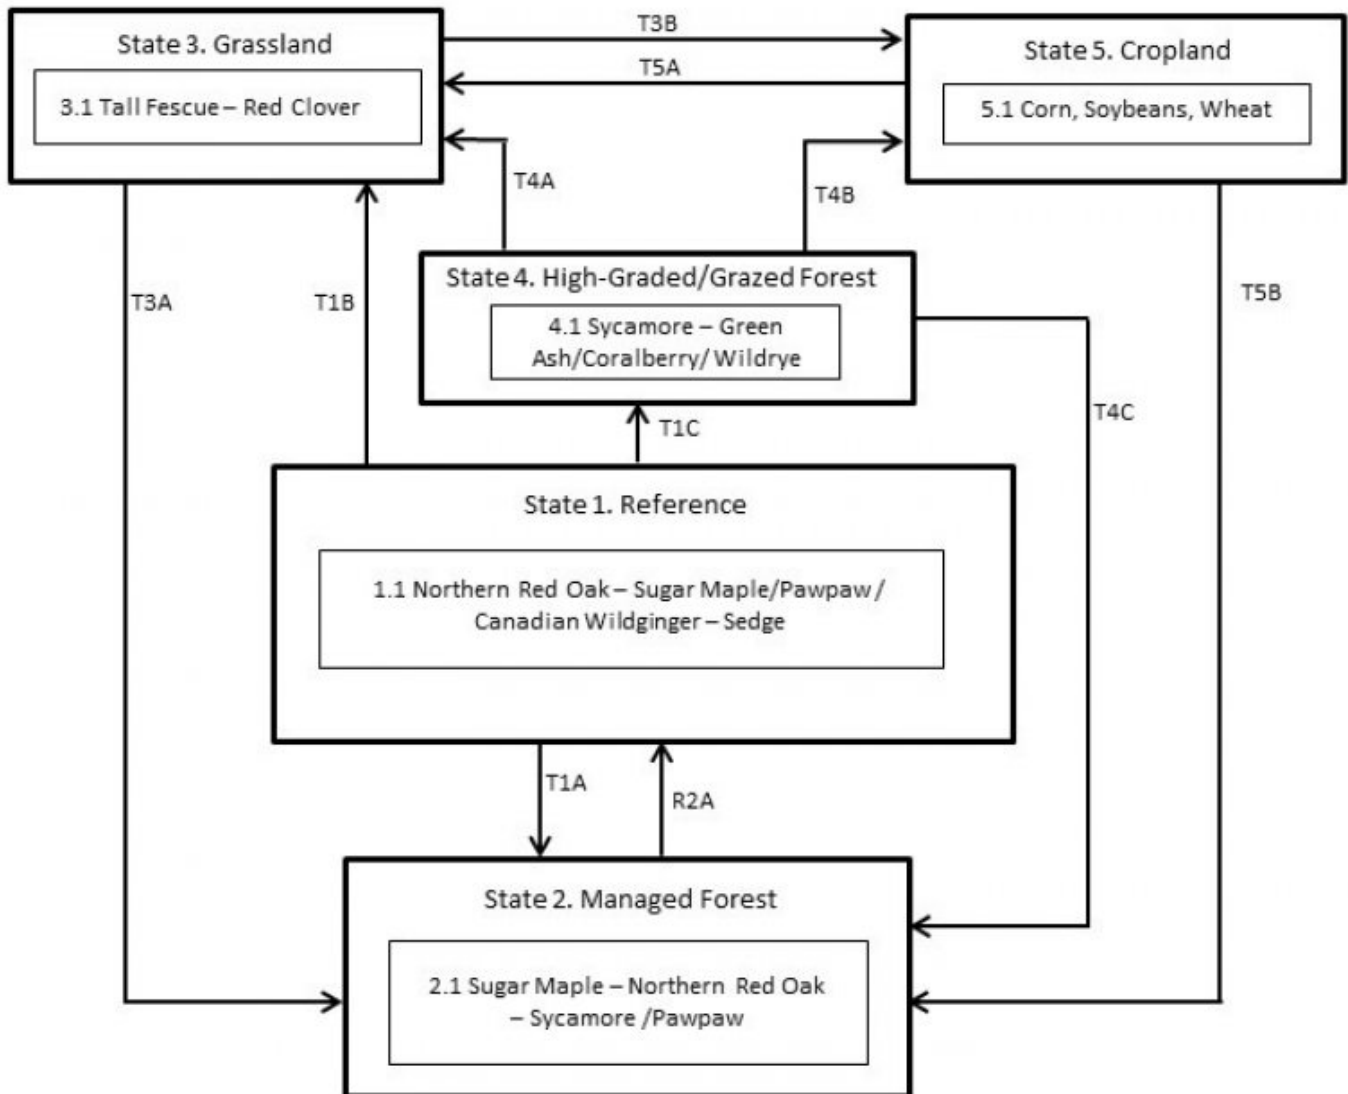 State 3. Grassland
3.1 Tall Fescue – Red Clover
T3B
T5A
State 5. Cropland
5.1 Corn, Soybeans, Wheat
T4A
T4B
State 4. High-Graded/Grazed Forest
4.1 Sycamore – Green
Ash/Coralberry/ Wildrye
T3A
T1B
T5B
T1C
T4C
State 1. Reference
1.1 Northern Red Oak – Sugar Maple/Pawpaw /
Canadian Wildginger – Sedge
T1A
R2A
State 2. Managed Forest
2.1 Sugar Maple – Northern Red Oak
– Sycamore /Pawpaw